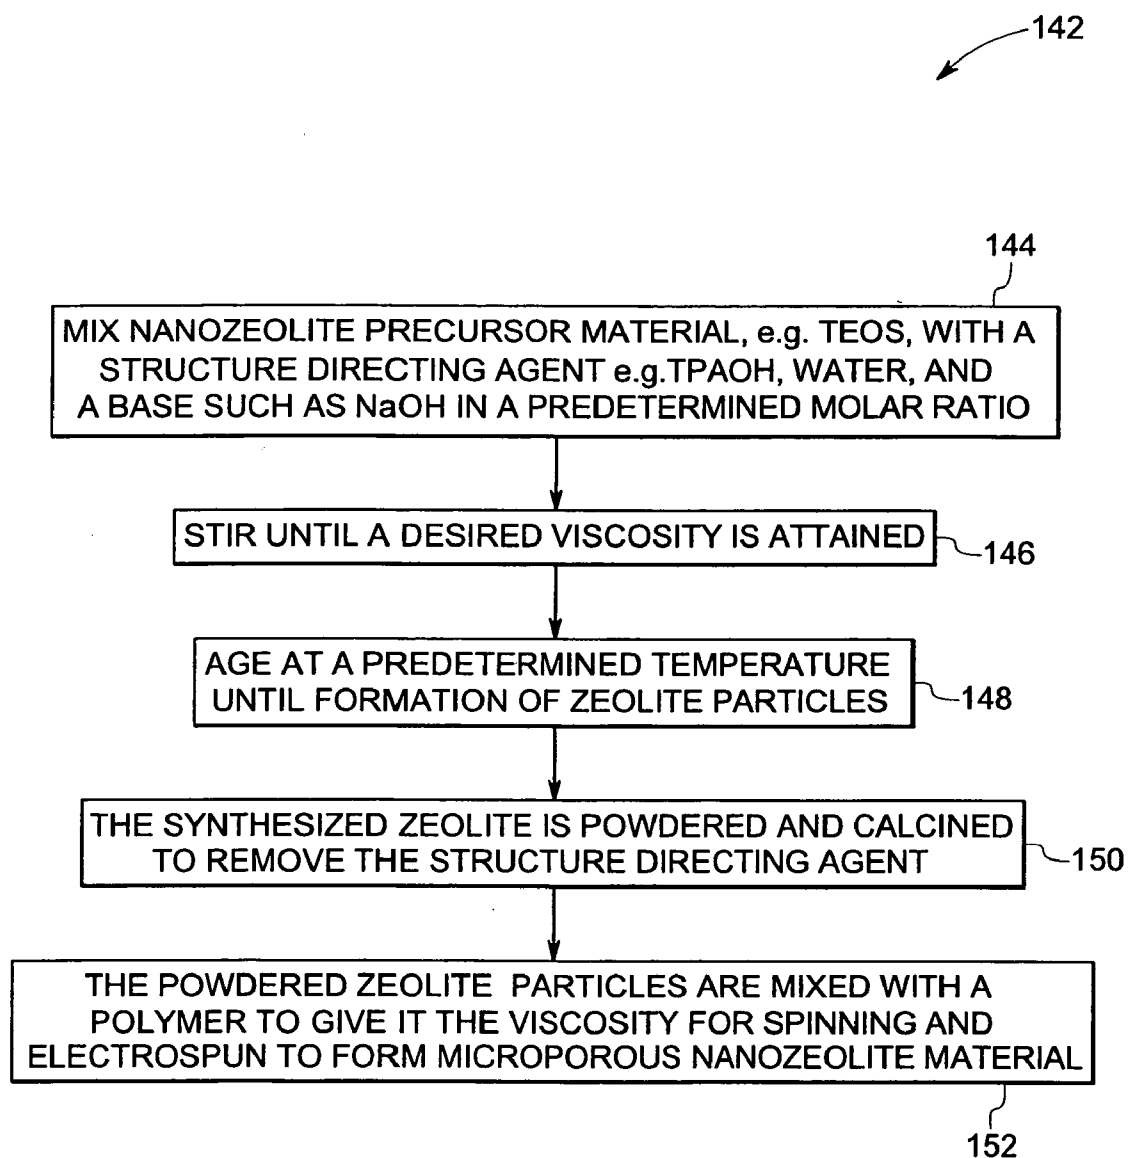 142
144
MIX NANOZEOLITE PRECURSOR MATERIAL, e.g. TEOS, WITH A
STRUCTURE DIRECTING AGENT e.g.TPAOH, WATER, AND
A BASE SUCH AS NaOH IN A PREDETERMINED MOLAR RATIO
STIR UNTIL A DESIRED VISCOSITY IS ATTAINED
146
AGE AT A PREDETERMINED TEMPERATURE
UNTIL FORMATION OF ZEOLITE PARTICLES
148
THE SYNTHESIZED ZEOLITE IS POWDERED AND CALCINED
TO REMOVE THE STRUCTURE DIRECTING AGENT
150
THE POWDERED ZEOLITE PARTICLES ARE MIXED WITH A
POLYMER TO GIVE IT THE VISCOSITY FOR SPINNING AND
ELECTROSPUN TO FORM MICROPOROUS NANOZEOLITE MATERIAL
152